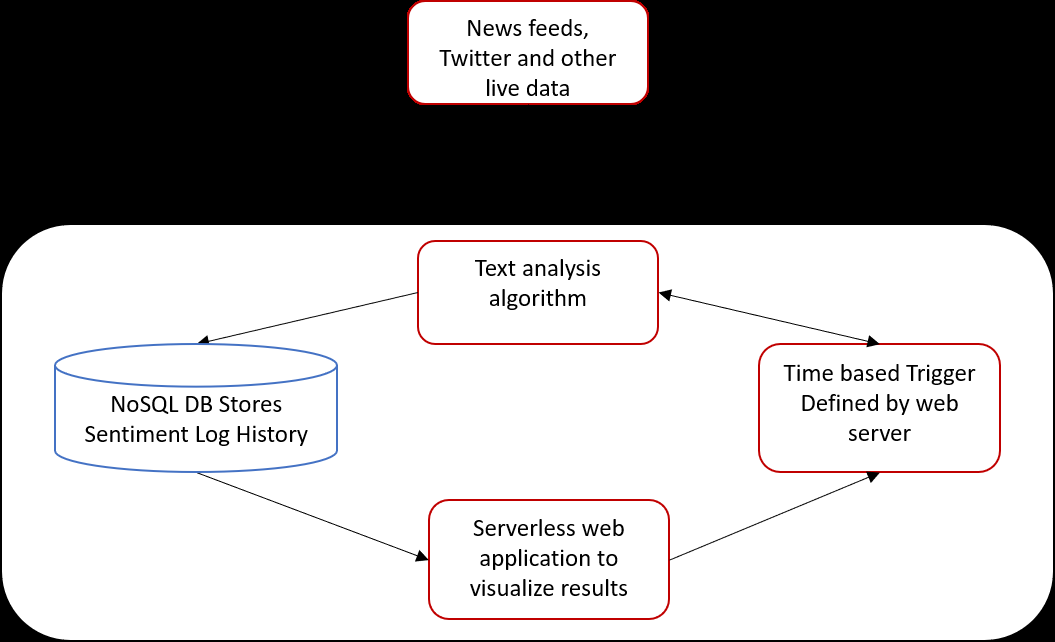 News feeds,
Twitter and other
live data
Text analysis
algorithm
NoSQL DB Stores
Sentiment Log History
Time based Trigger
Defined by web
server
Serverless web
application to
visualize results